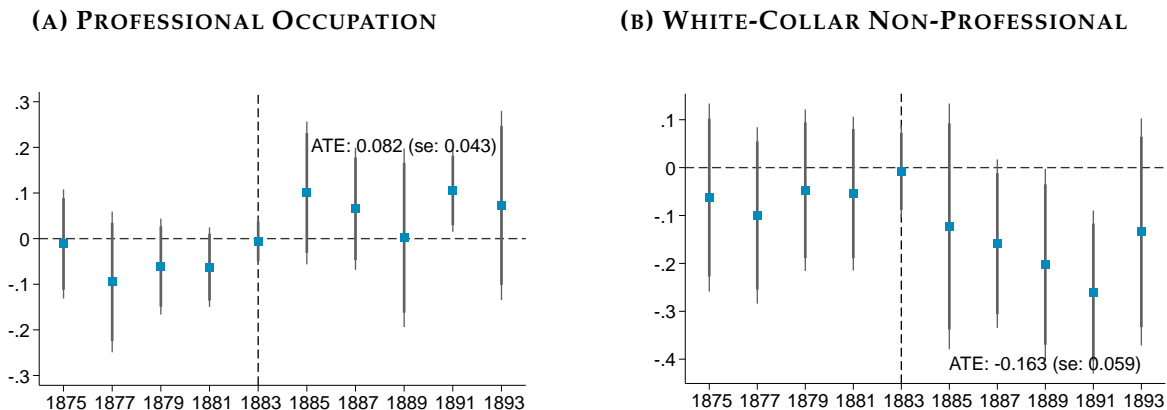 (A) PROFESSIONAL OCCUPATION
.3
.2
.1
0
-.1
-.2
-.3
ATE: 0.082 (se: 0.043)
1875 1877 1879 1881 1883 1885 1887 1889 1891 1893
(B) WHITE-COLLAR NON-PROFESSIONAL
.1
0
-.1
-.2
-.3
-.4
ATE: -0.163 (se: 0.059)
1875 1877 1879 1881 1883 1885 1887 1889 1891 1893